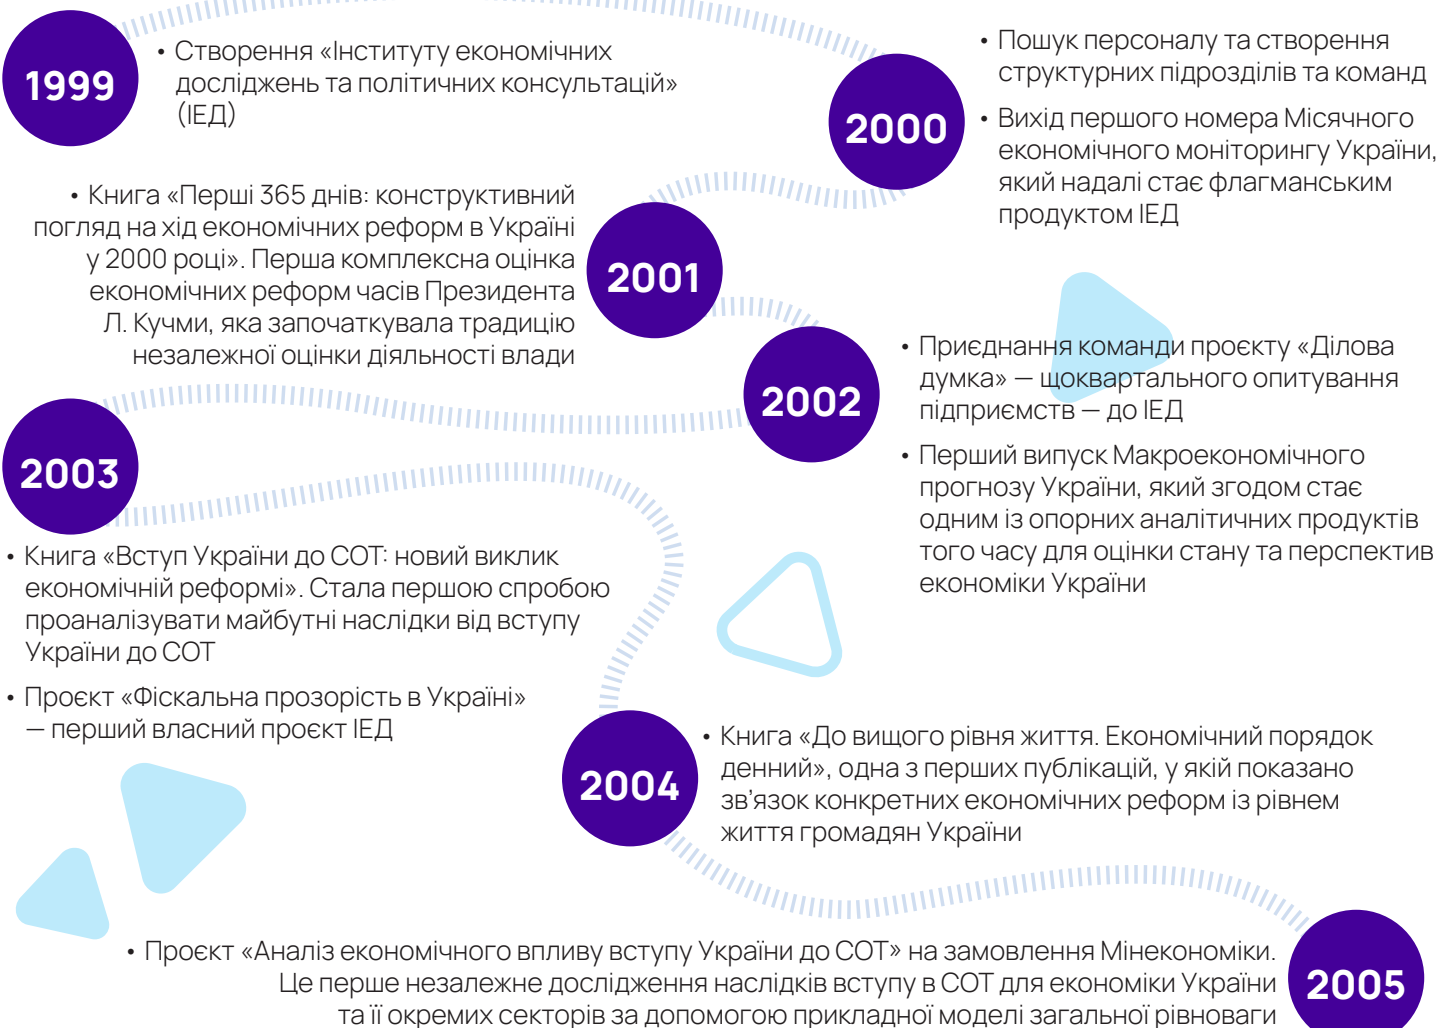 1999
• Створення «Інституту економічних
досліджень та політичних консультацій»
(ІЕД)
2000
• Пошук персоналу та створення
структурних підрозділів та команд
• Вихід першого номера Місячного
економічного моніторингу України,
який надалі стає флагманським
продуктом ІЕД
• Книга «Перші 365 днів: конструктивний
погляд на хід економічних реформ в Україні
у 2000 році». Перша комплексна оцінка
економічних реформ часів Президента
Л. Кучми, яка започаткувала традицію
незалежної оцінки діяльності влади
2001
2002
• Приєднання команди проєкту «Ділова
думка» — щоквартального опитування
підприємств — до ІЕД
• Перший випуск Макроекономічного
прогнозу України, який згодом стає
одним із опорних аналітичних продуктів
того часу для оцінки стану та перспектив
економіки України
2003
• Книга «Вступ України до СОТ: новий виклик
економічній реформі». Стала першою спробою
проаналізувати майбутні наслідки від вступу
України до СОТ
• Проєкт «Фіскальна прозорість в Україні»
— перший власний проєкт ІЕД
2004
• Книга «До вищого рівня життя. Економічний порядок
денний», одна з перших публікацій, у якій показано
зв’язок конкретних економічних реформ із рівнем
життя громадян України
• Проєкт «Аналіз економічного впливу вступу України до СОТ» на замовлення Мінекономіки.
Це перше незалежне дослідження наслідків вступу в СОТ для економіки України
та її окремих секторів за допомогою прикладної моделі загальної рівноваги
2005